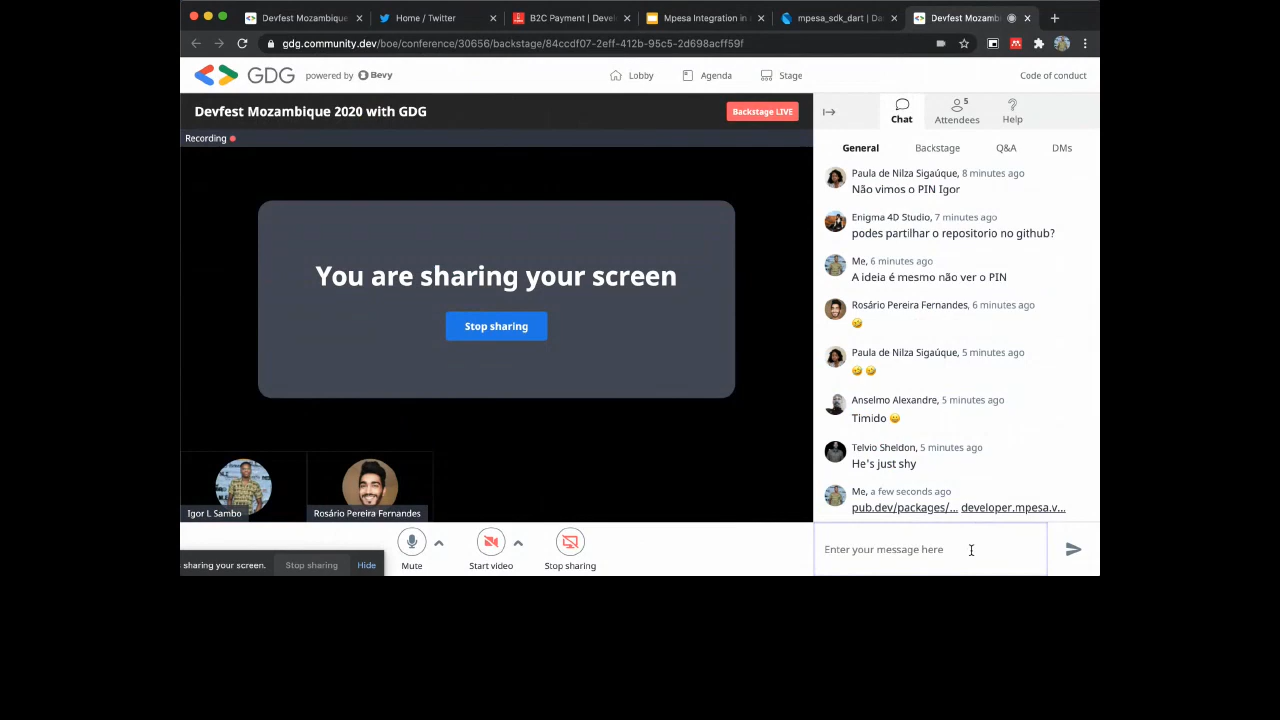 Devfest Mozambique
Home / Twitter
B2C Payment | Devel
Mpesa Integration in
mpesa_sdk_dart | Da
Devfest Mozamb
gdg.community.dev/boe/conference/30656/backstage/84ccdf07-2eff-412b-95c5-2d698acff59f
GDG powered by Bevy
Lobby
Agenda
Stage
Code of conduct
Devfest Mozambique 2020 with GDG
Backstage LIVE
Recording
Chat
5
Attendees
Help
General
Backstage
Q&A
DMs
You are sharing your screen
Stop sharing
Paula de Nilza Sigaúque, 8 minutes ago
Não vimos o PIN Igor
Enigma 4D Studio, 7 minutes ago
podes partilhar o repositorio no github?
Me, 6 minutes ago
A ideia é mesmo não ver o PIN
Rosário Pereira Fernandes, 6 minutes ago
🤣
Paula de Nilza Sigaúque, 5 minutes ago
🤣🤣
Anselmo Alexandre, 5 minutes ago
Timido 😀
Telvio Sheldon, 5 minutes ago
He's just shy
Me, a few seconds ago
pub.dev/packages/... developer.mpesa.v...
Igor L Sambo
Rosário Pereira Fernandes
sharing your screen.
Stop sharing
Hide
Mute
Start video
Stop sharing
Enter your message here